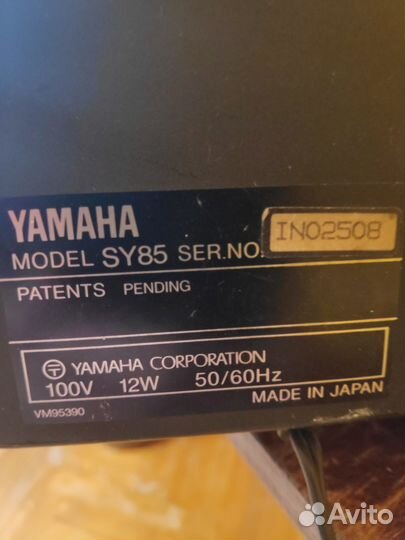 YAMAHA
MODEL SY85 SER.NO. IN02508
PATENTS PENDING
YAMAHA CORPORATION
100V 12W 50/60Hz
MADE IN JAPAN
VM95390
Avito